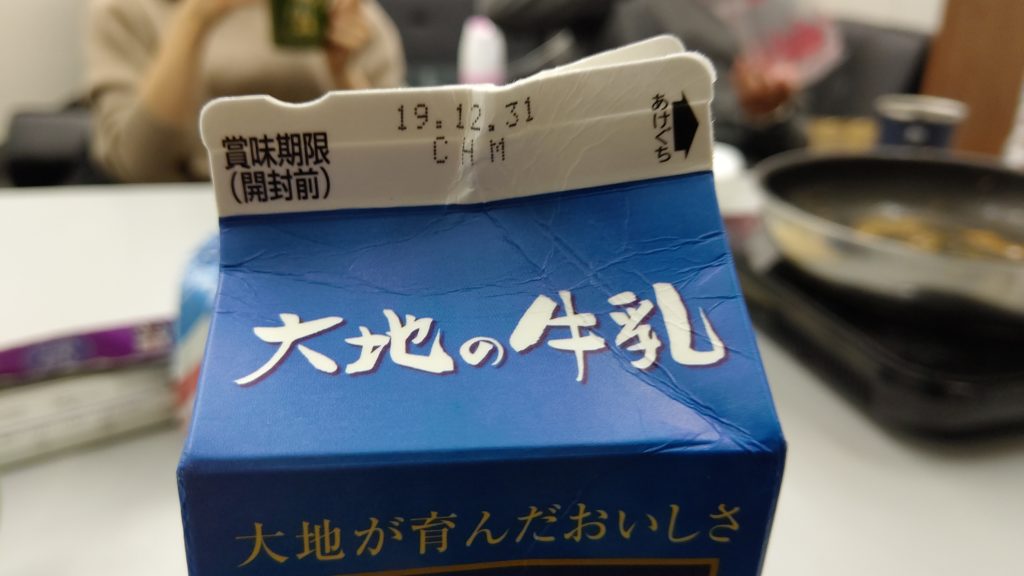 19.12.31
賞味期限
CHM
(開封前)
あけぐち
大地の牛乳
大地が育んだおいしさ